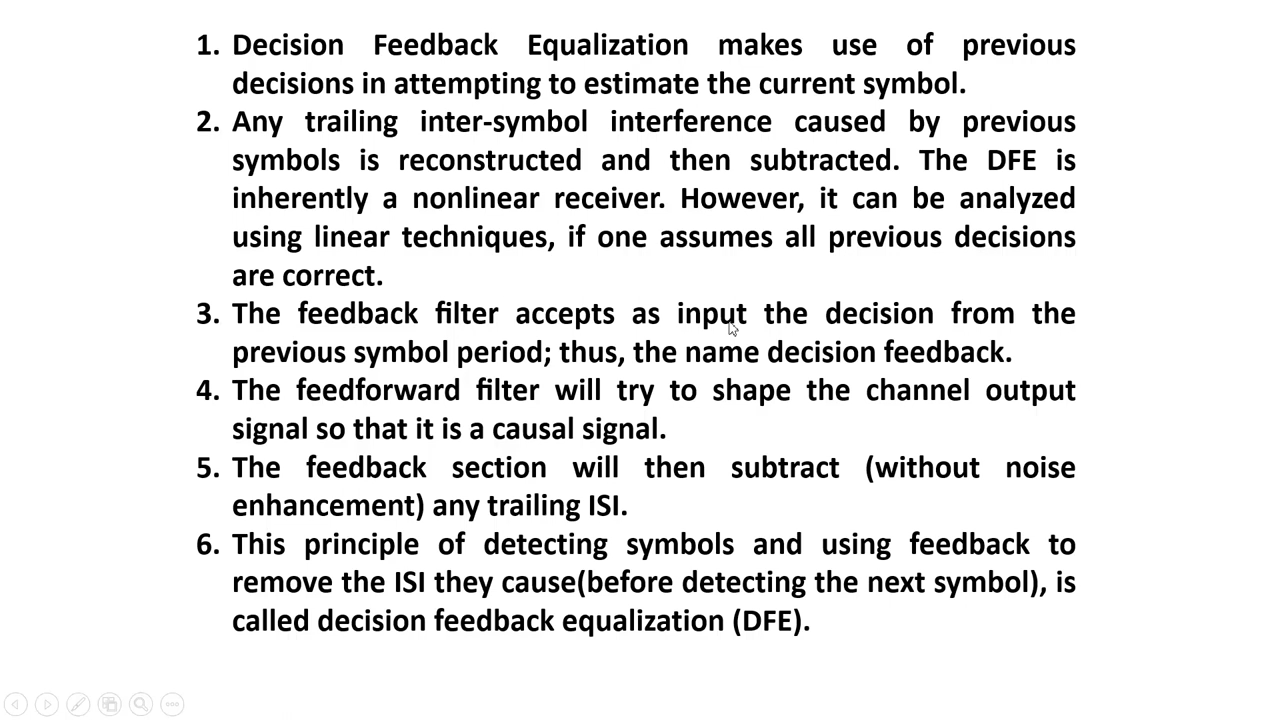 1. Decision Feedback Equalization makes use of previous
decisions in attempting to estimate the current symbol.
2. Any trailing inter-symbol interference caused by previous
symbols is reconstructed and then subtracted. The DFE is
inherently a nonlinear receiver. However, it can be analyzed
using linear techniques, if one assumes all previous decisions
are correct.
3. The feedback filter accepts as input the decision from the
previous symbol period; thus, the name decision feedback.
4. The feedforward filter will try to shape the channel output
signal so that it is a causal signal.
5. The feedback section will then subtract (without noise
enhancement) any trailing ISI.
6. This principle of detecting symbols and using feedback to
remove the ISI they cause(before detecting the next symbol), is
called decision feedback equalization (DFE).